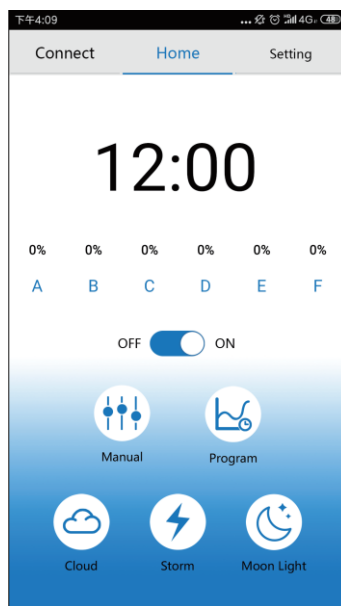 下午4:09 ... 4G 48
Connect Home Setting
12:00
0% 0% 0% 0% 0% 0%
A B C D E F
OFF ON
Manual Program
Cloud Storm Moon Light